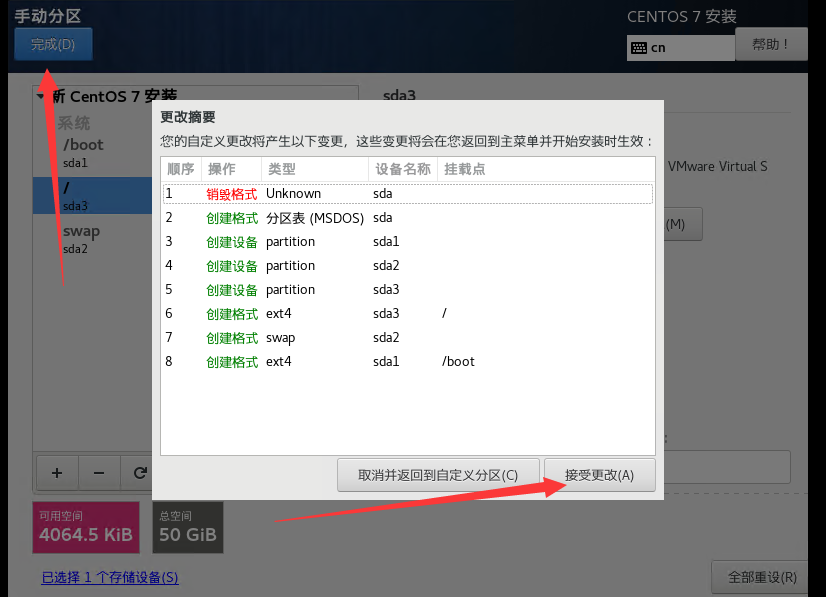 手动分区
CENTOS 7 安装
完成(D)
cn
帮助！
新 CentOS 7 安装
sda3
系统
/boot
sda1
/
sda3
swap
sda2
VMware Virtual S
(M)
更改摘要
您的自定义更改将产生以下变更，这些变更将会在您返回到主菜单并开始安装时生效：
顺序 操作 类型 设备名称 挂载点
1 销毁格式 Unknown sda
2 创建格式 分区表 (MSDOS) sda
3 创建设备 partition sda1
4 创建设备 partition sda2
5 创建设备 partition sda3
6 创建格式 ext4 sda3 /
7 创建格式 swap sda2
8 创建格式 ext4 sda1 /boot
取消并返回到自定义分区(C)
接受更改(A)
+ −
可用空间
4064.5 KiB
总空间
50 GiB
已选择 1 个存储设备(S)
全部重设(R)